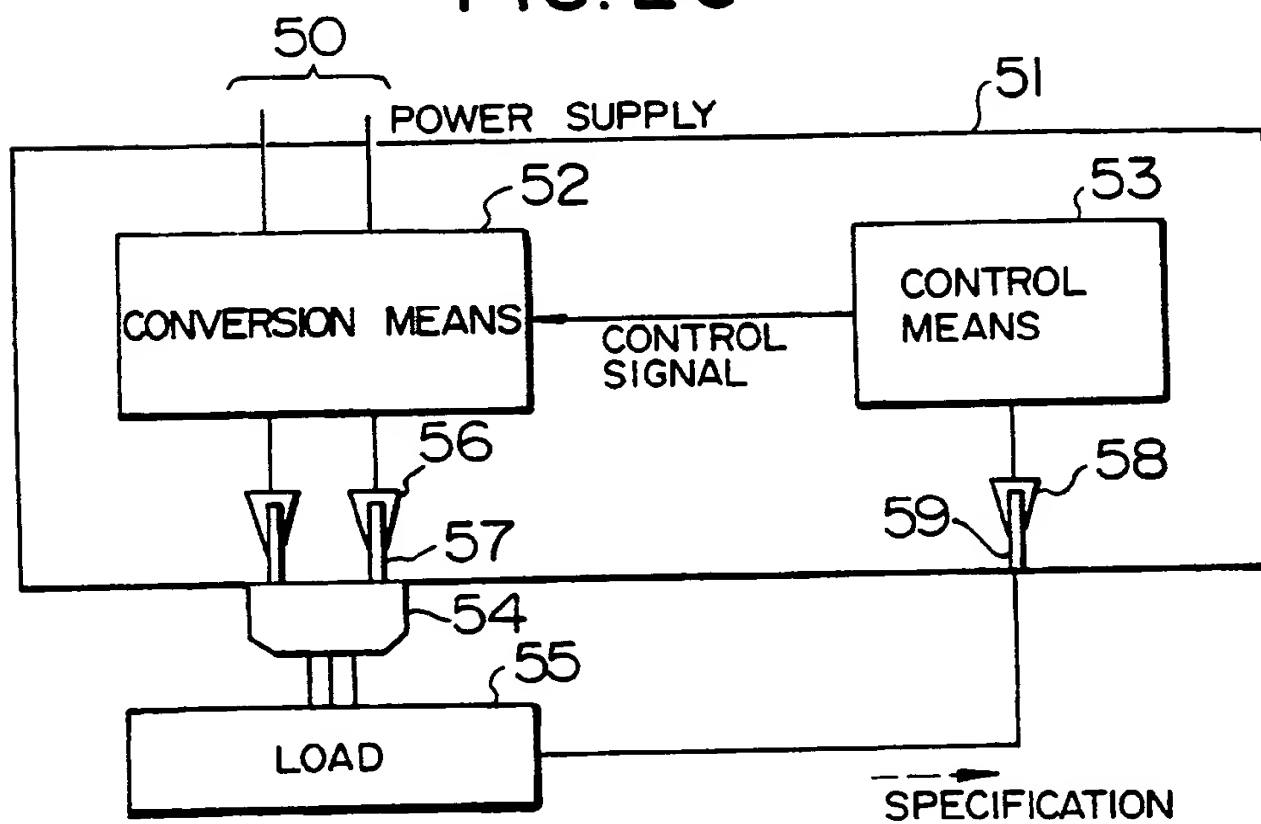 50
POWER SUPPLY
51
52
53
CONVERSION MEANS
CONTROL
MEANS
CONTROL
SIGNAL
56
58
57
59
54
55
LOAD
SPECIFICATION